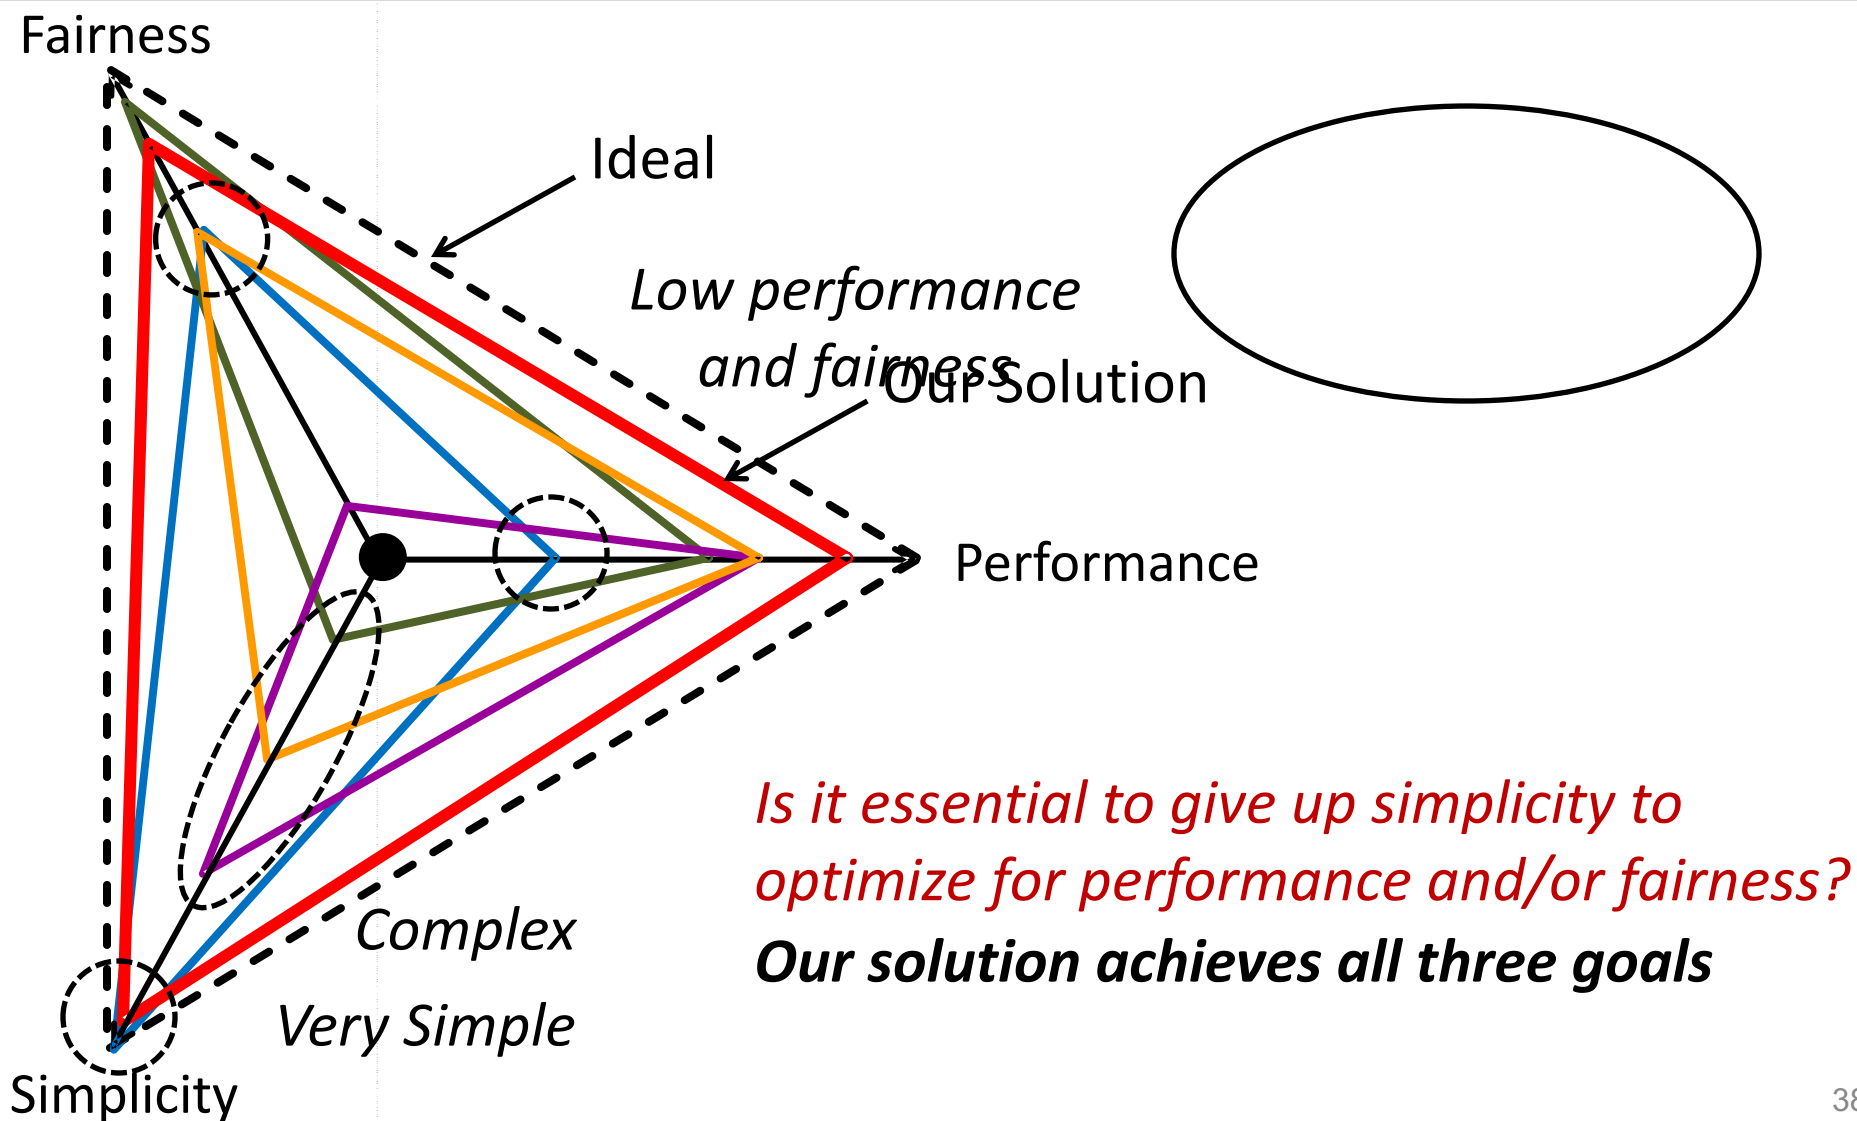 Fairness
Ideal
Low performance
and fairness
Our Solution
Performance
Is it essential to give up simplicity to
optimize for performance and/or fairness?
Complex
Our solution achieves all three goals
Very Simple
Simplicity
38